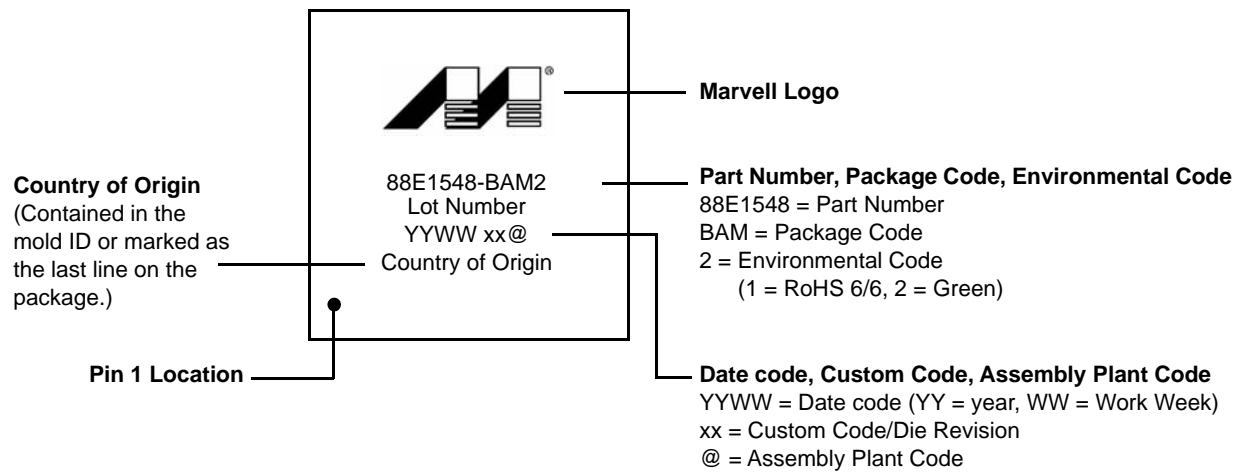 ®
Marvell Logo
Country of Origin
(Contained in the
mold ID or marked as
the last line on the
package.)
88E1548-BAM2
Lot Number
YYWW xx@
Country of Origin
Part Number, Package Code, Environmental Code
88E1548 = Part Number
BAM = Package Code
2 = Environmental Code
(1 = RoHS 6/6, 2 = Green)
Pin 1 Location
Date code, Custom Code, Assembly Plant Code
YYWW = Date code (YY = year, WW = Work Week)
xx = Custom Code/Die Revision
@ = Assembly Plant Code